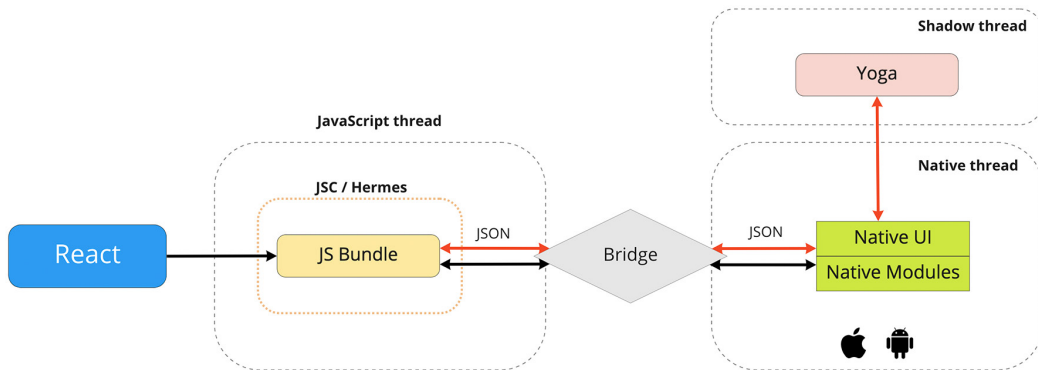 Shadow thread
Yoga
JavaScript thread
Native thread
JSC / Hermes
JSON
JSON
React
JS Bundle
Bridge
Native UI
Native Modules